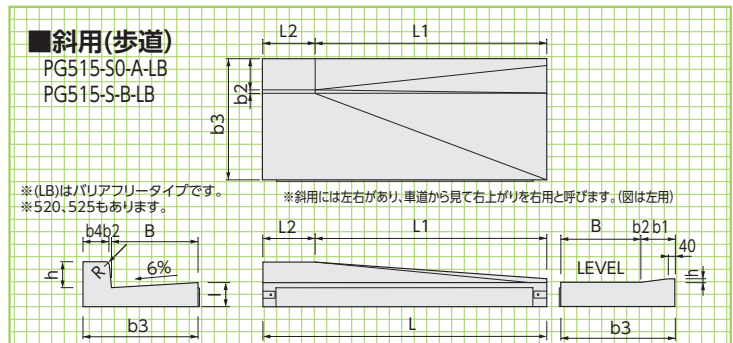 ■斜用(歩道)
PG515-S0-A-LB
PG515-S-B-LB
L2 L1
b2
b3
※(LB)はバリアフリータイプです。
※520、525もあります。
※斜用には左右があり、車道から見て右上がりを右用と呼びます。(図は左用)
b4 b2 B
h
R
6%
l
b3
L2 L1
L
B b2 b1
40
LEVEL
h
b3